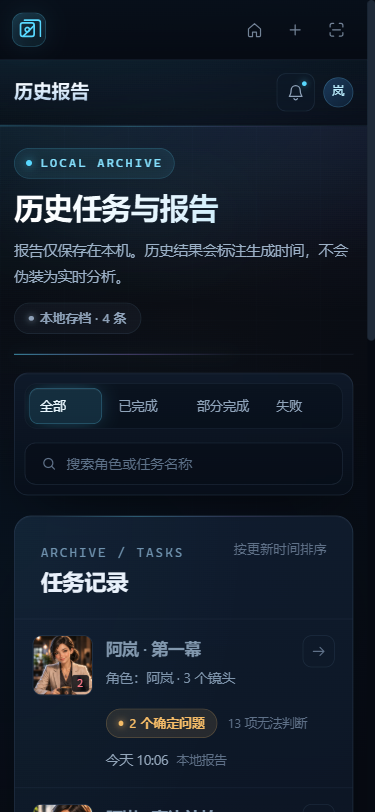 历史报告
岚
LOCAL ARCHIVE
历史任务与报告
报告仅保存在本机。历史结果会标注生成时间，不会
伪装为实时分析。
本地存档 · 4 条
全部 已完成 部分完成 失败
搜索角色或任务名称
ARCHIVE / TASKS
按更新时间排序
任务记录
阿岚 · 第一幕
角色：阿岚 · 3 个镜头
2
2 个确定问题 13 项无法判断
今天 10:06 本地报告